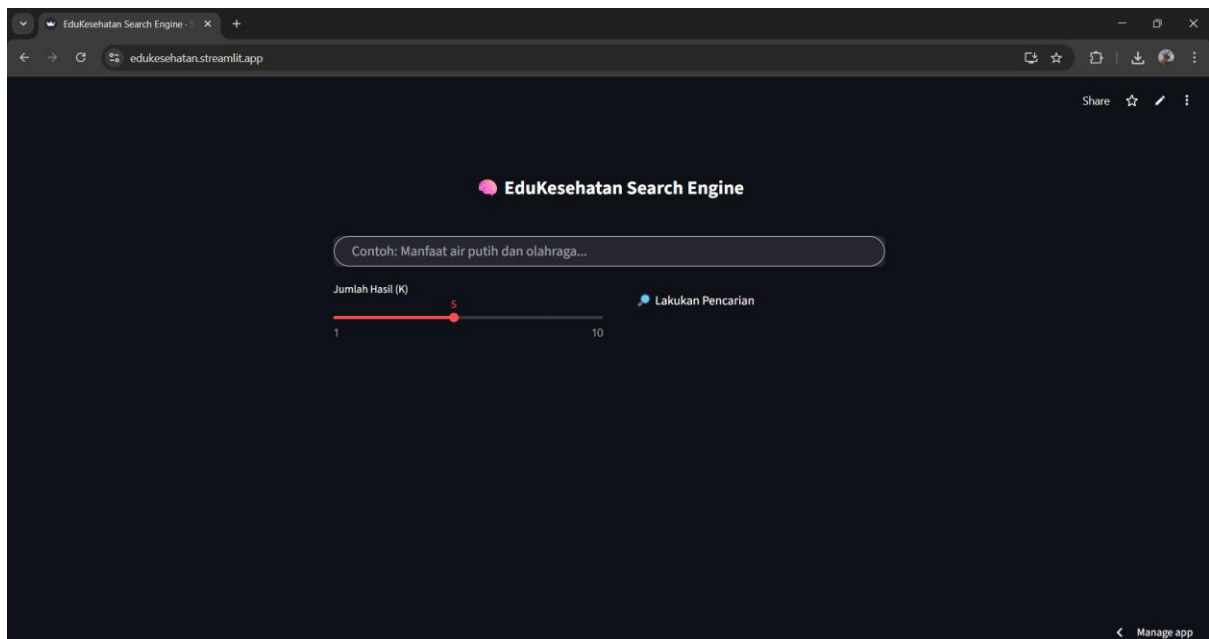 EduKesehatan Search Engine - S
edukesehatan.streamlit.app
Share
🧠 EduKesehatan Search Engine
Contoh: Manfaat air putih dan olahraga...
Jumlah Hasil (K)
5
1 10
🔎 Lakukan Pencarian
Manage app